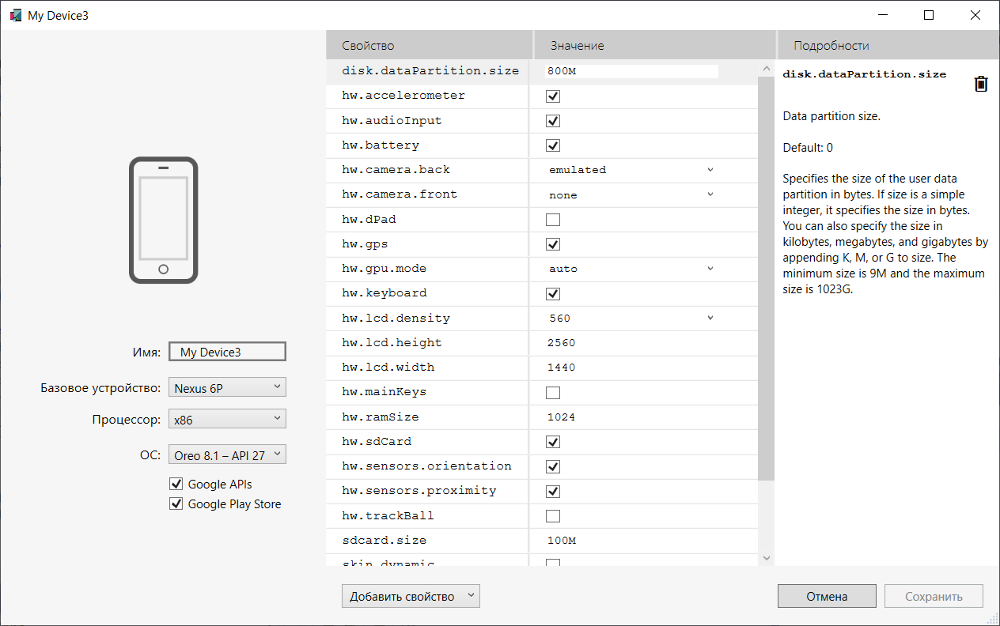 My Device3
Свойство Значение Подробности
disk.dataPartition.size 800M
hw.accelerometer
hw.audioInput
hw.battery
hw.camera.back emulated
hw.camera.front none
hw.dPad
hw.gps
hw.gpu.mode auto
hw.keyboard
hw.lcd.density 560
hw.lcd.height 2560
hw.lcd.width 1440
hw.mainKeys
hw.ramSize 1024
hw.sdCard
hw.sensors.orientation
hw.sensors.proximity
hw.trackBall
sdcard.size 100M
skin.dynamic
disk.dataPartition.size
Data partition size.
Default: 0
Specifies the size of the user data
partition in bytes. If size is a simple
integer, it specifies the size in bytes.
You can also specify the size in
kilobytes, megabytes, and gigabytes by
appending K, M, or G to size. The
minimum size is 9M and the maximum
size is 1023G.
Имя: My Device3
Базовое устройство: Nexus 6P
Процессор: x86
ОС: Oreo 8.1 – API 27
Google APIs
Google Play Store
Добавить свойство
Отмена Сохранить